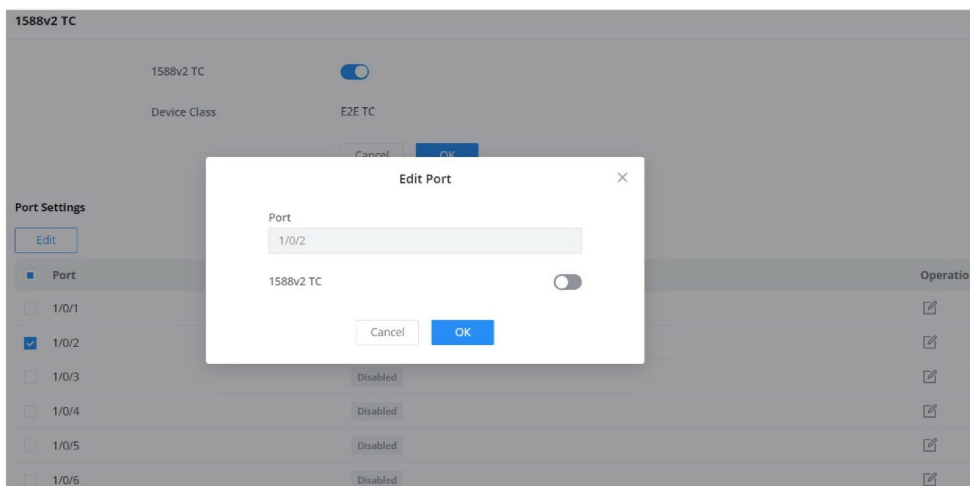 1588v2 TC
1588v2 TC
Device Class E2E TC
Cancel OK
Edit Port
Port
1/0/2
1588v2 TC
Cancel OK
Port Settings
Edit
Port Operatio
1/0/1
1/0/2
1/0/3 Disabled
1/0/4 Disabled
1/0/5 Disabled
1/0/6 Disabled